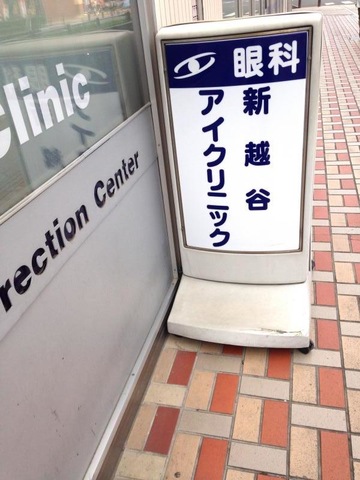 眼科
新越谷
アイクリニック
Clinic
rection Center